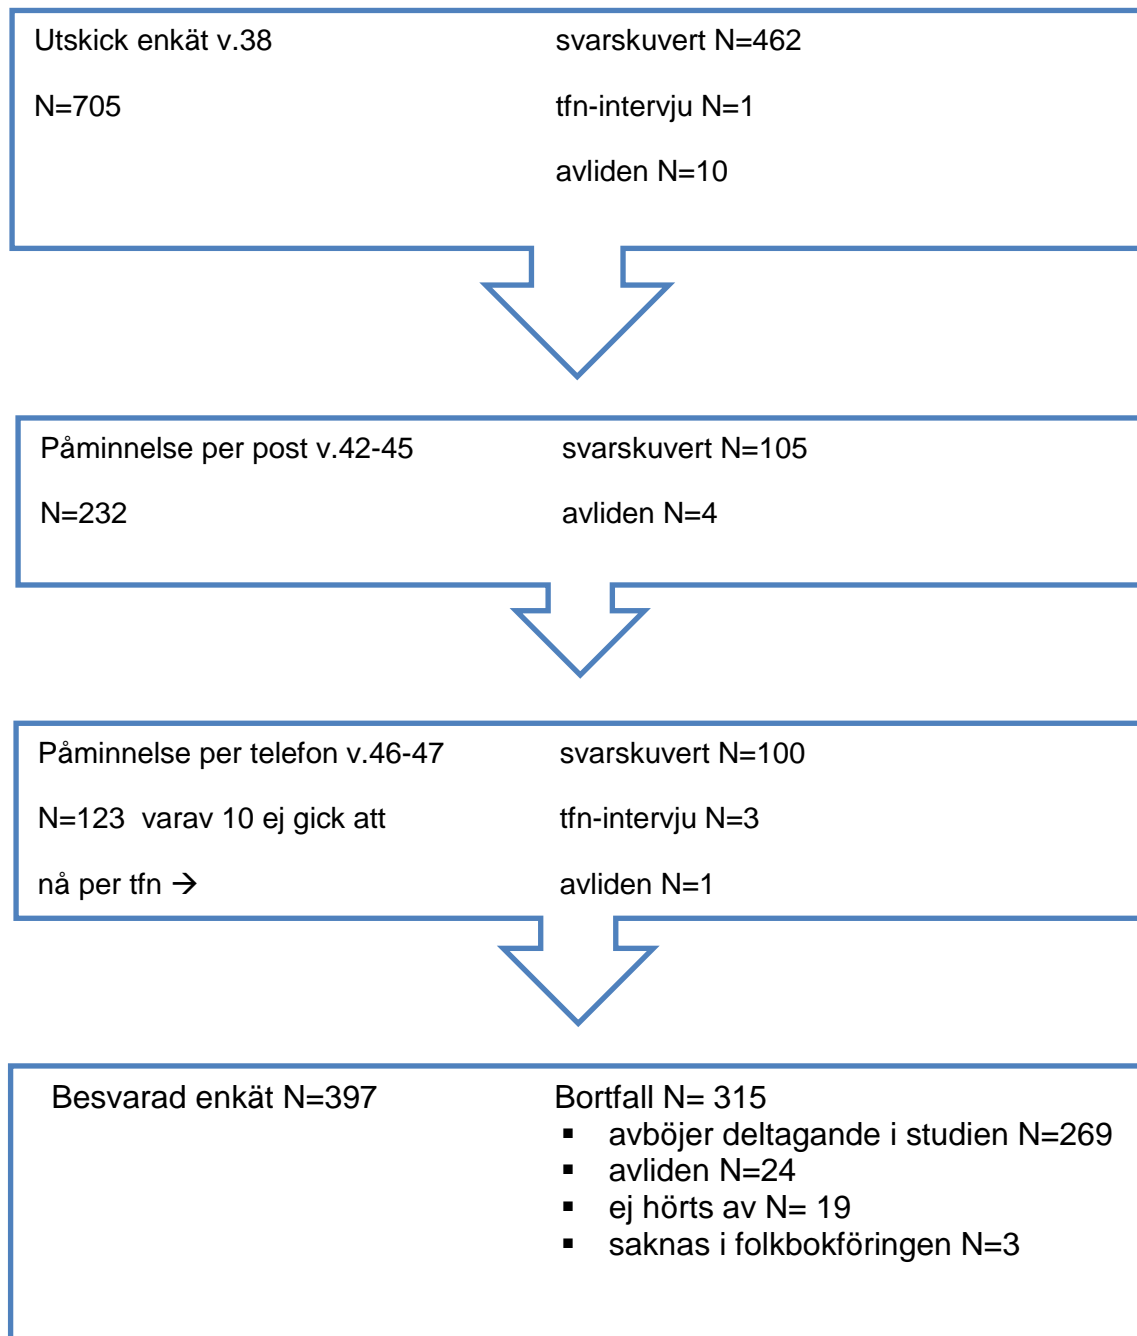 Utskick enkät v.38
N=705
svarskuvert N=462
tfn-intervju N=1
avliden N=10
Påminnelse per post v.42-45
N=232
svarskuvert N=105
avliden N=4
Påminnelse per telefon v.46-47
N=123 varav 10 ej gick att
nå per tfn →
svarskuvert N=100
tfn-intervju N=3
avliden N=1
Besvarad enkät N=397
Bortfall N= 315
▪ avböjer deltagande i studien N=269
▪ avliden N=24
▪ ej hörts av N= 19
▪ saknas i folkbokföringen N=3